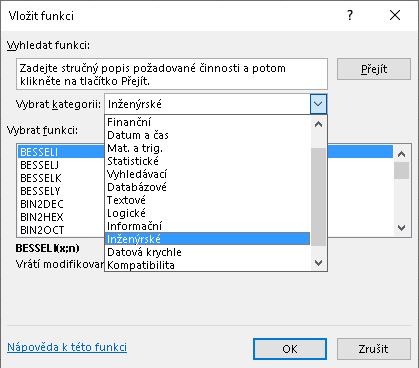 Vložit funkci
Vyhledat funkci:
Zadejte stručný popis požadované činnosti a potom
klikněte na tlačítko Přejít.
Přejít
Vybrat kategorii: Inženýrské
Finanční
Datum a čas
Mat. a trig.
Statistické
Vyhledávací
Databázové
Textové
Logické
Informační
Inženýrské
Datová krychle
Kompatibilita
Vybrat funkci:
BESSELI
BESSELJ
BESSELK
BESSELY
BIN2DEC
BIN2HEX
BIN2OCT
BESSELI(x;n)
Vrátí modifikovan
Nápověda k této funkci
OK
Zrušit